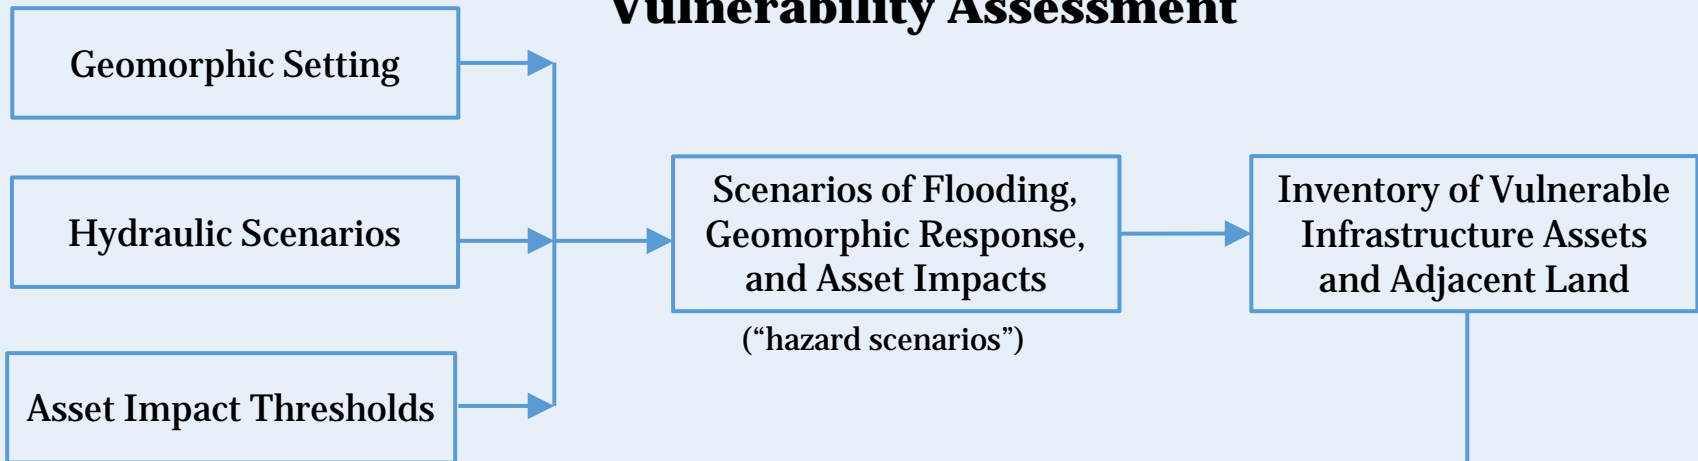 Vulnerability Assessment
Geomorphic Setting
Hydraulic Scenarios
Asset Impact Thresholds
Scenarios of Flooding,
Geomorphic Response,
and Asset Impacts
(“hazard scenarios”)
Inventory of Vulnerable
Infrastructure Assets
and Adjacent Land